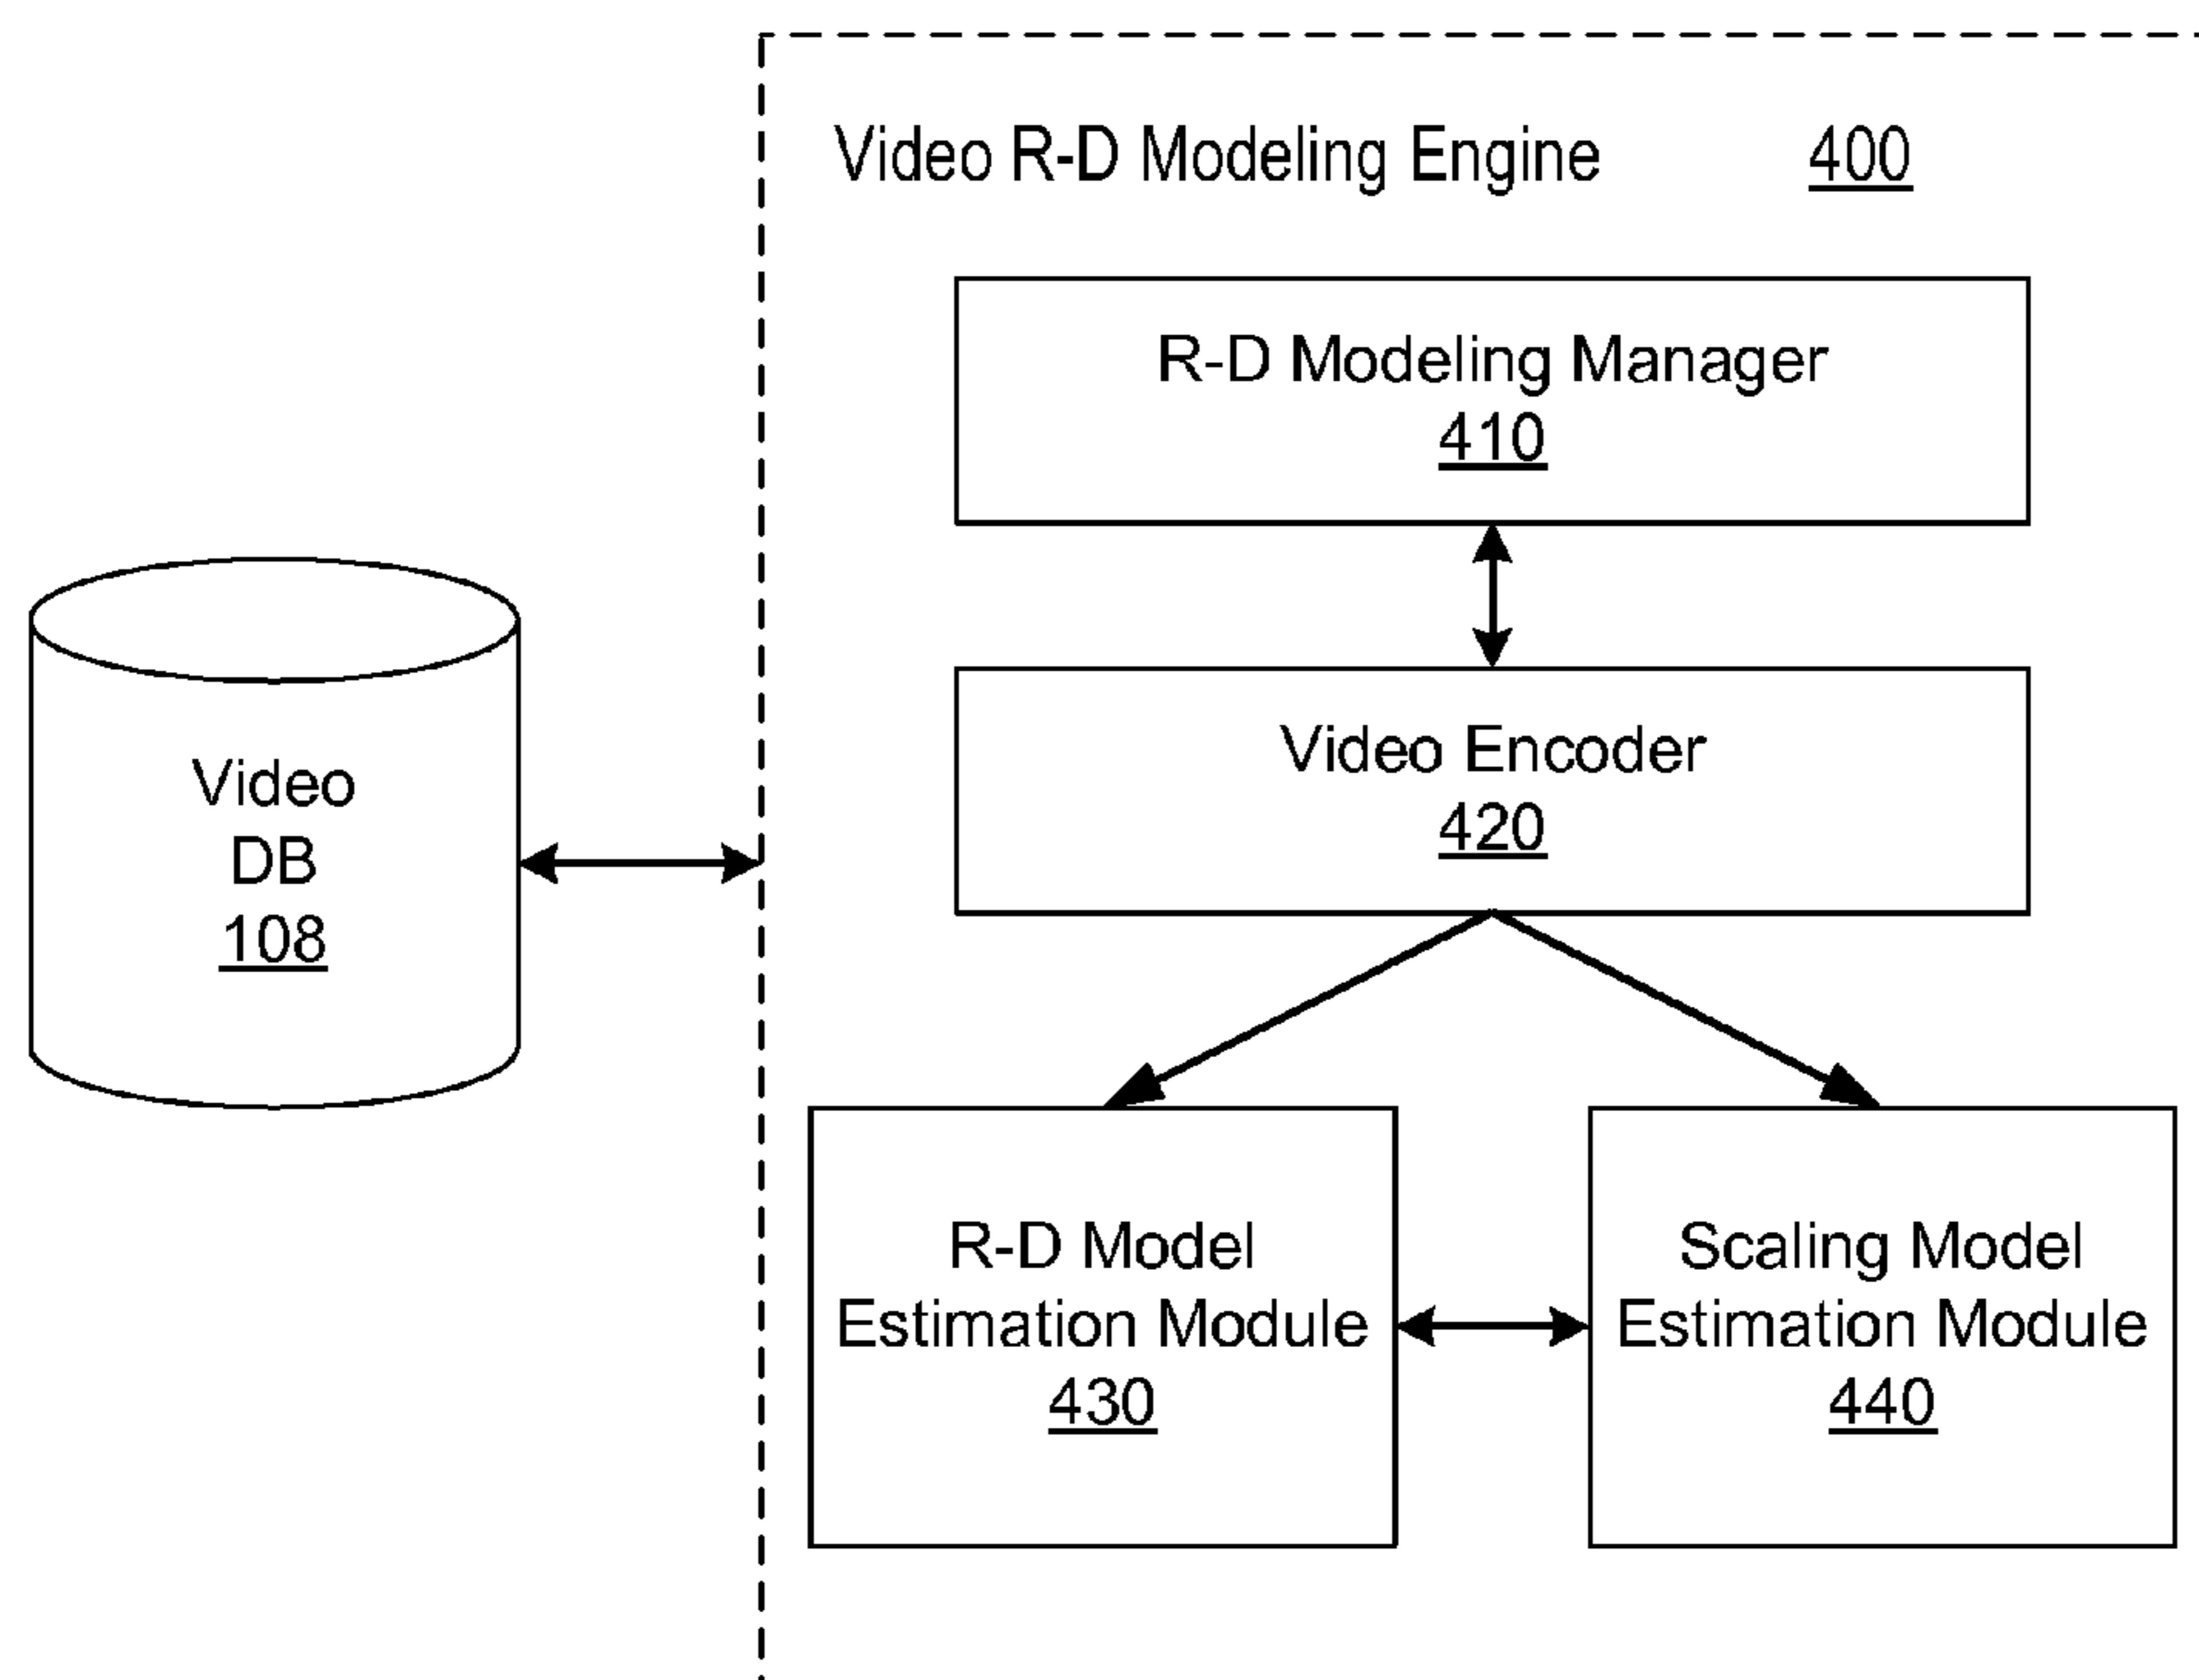 Video R-D Modeling Engine 400
R-D Modeling Manager
410
Video Encoder
420
Video
DB
108
R-D Model
Estimation Module
430
Scaling Model
Estimation Module
440